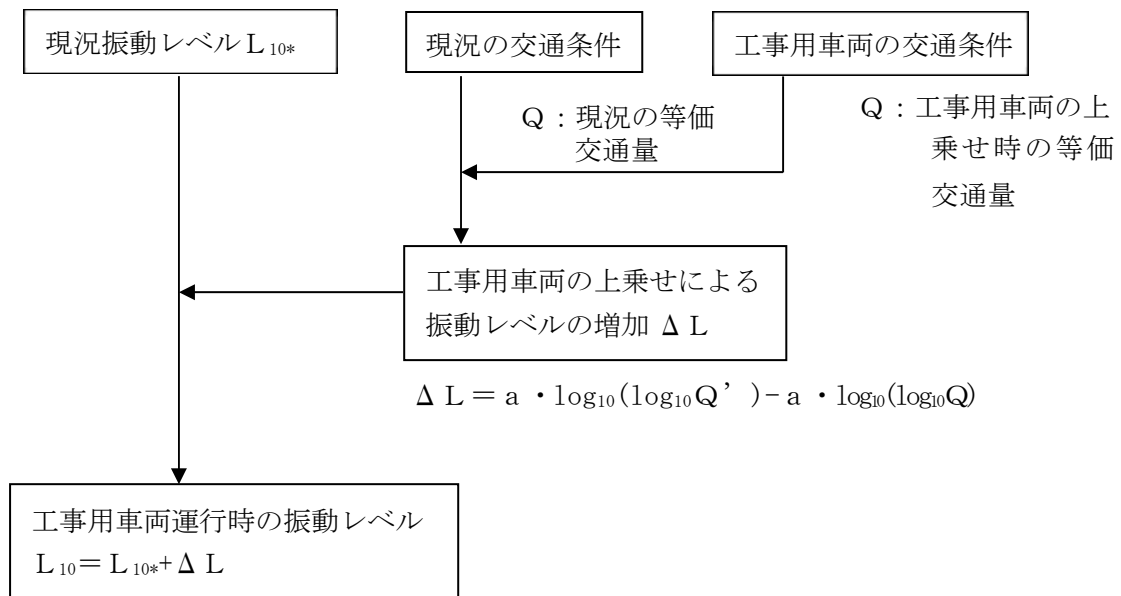 現況振動レベルL10*
現況の交通条件
工事用車両の交通条件
Q：現況の等価
交通量
Q：工事用車両の上
乗せ時の等価
交通量
工事用車両の上乗せによる
振動レベルの増加 ΔL
ΔL＝a・log10(log10Q’)−a・log10(log10Q)
工事用車両運行時の振動レベル
L10＝L10*+ΔL